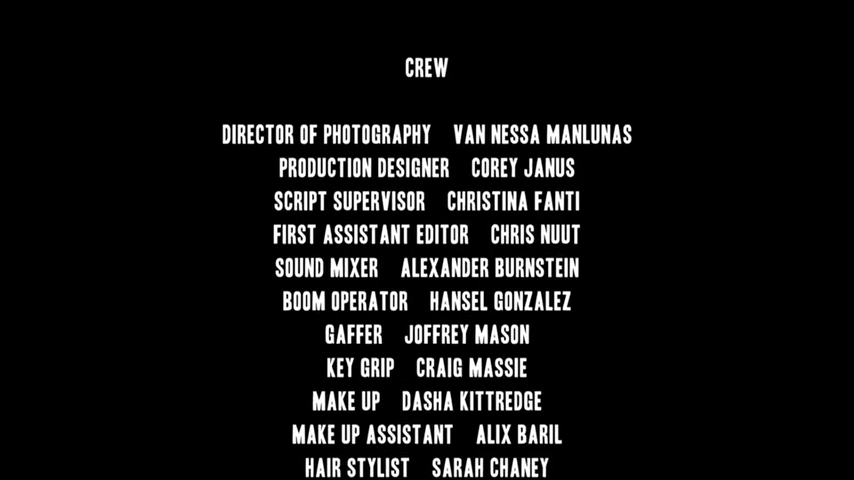 CREW
DIRECTOR OF PHOTOGRAPHY VAN NESSA MANLUNAS
PRODUCTION DESIGNER COREY JANUS
SCRIPT SUPERVISOR CHRISTINA FANTI
FIRST ASSISTANT EDITOR CHRIS NUUT
SOUND MIXER ALEXANDER BURNSTEIN
BOOM OPERATOR HANSEL GONZALEZ
GAFFER JOFFREY MASON
KEY GRIP CRAIG MASSIE
MAKE UP DASHA KITTREDGE
MAKE UP ASSISTANT ALIX BARIL
HAIR STYLIST SARAH CHANEY